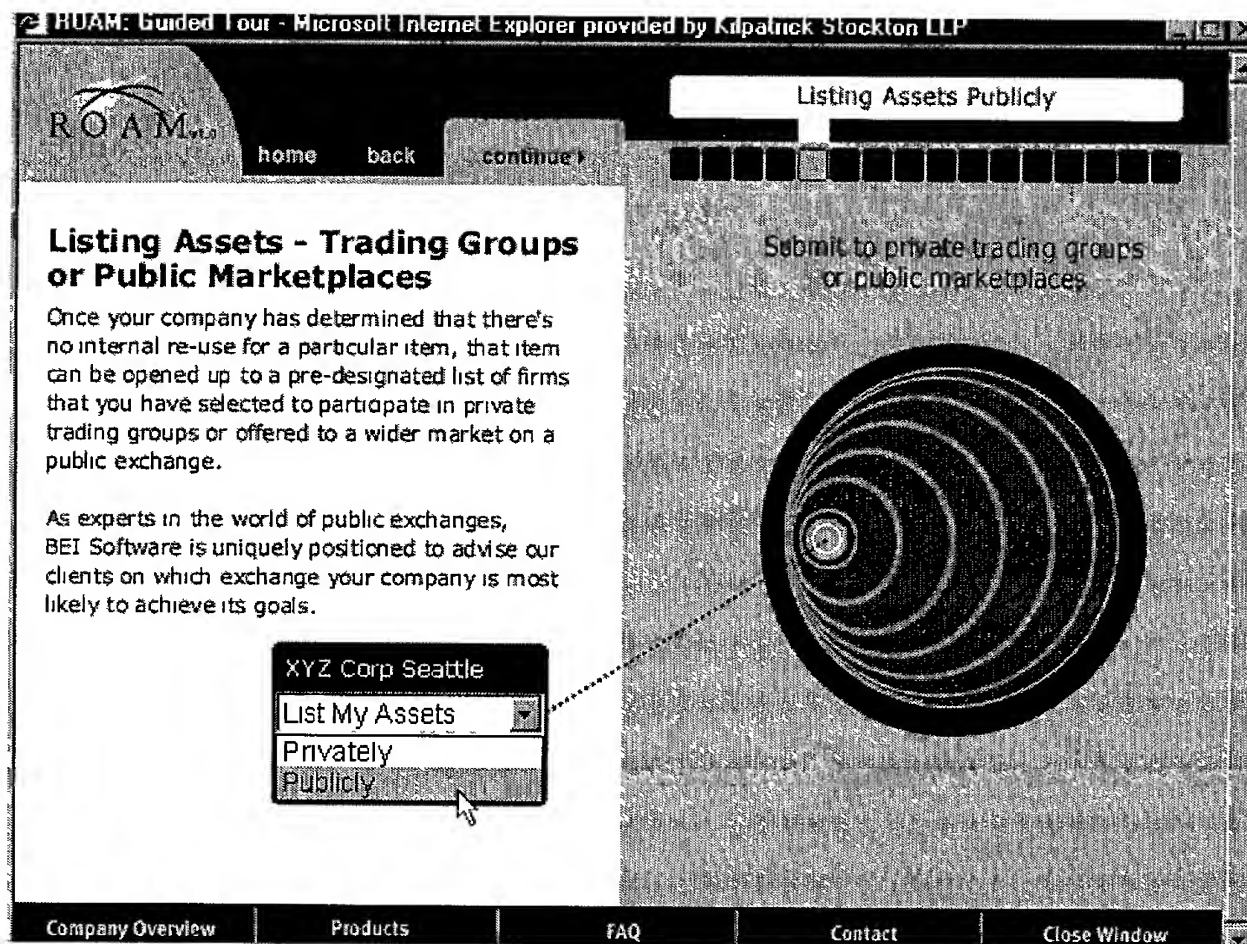 ROAM: Guided Tour - Microsoft Internet Explorer provided by Kilpatrick Stockton LLP
ROAM v1.0
home back continue
Listing Assets Publicly
Listing Assets - Trading Groups
or Public Marketplaces
Once your company has determined that there's
no internal re-use for a particular item, that item
can be opened up to a pre-designated list of firms
that you have selected to participate in private
trading groups or offered to a wider market on a
public exchange.
As experts in the world of public exchanges,
BEI Software is uniquely positioned to advise our
clients on which exchange your company is most
likely to achieve its goals.
XYZ Corp Seattle
List My Assets
Privately
Publicly
Submit to private trading groups
or public marketplaces
Company Overview Products FAQ Contact Close Window